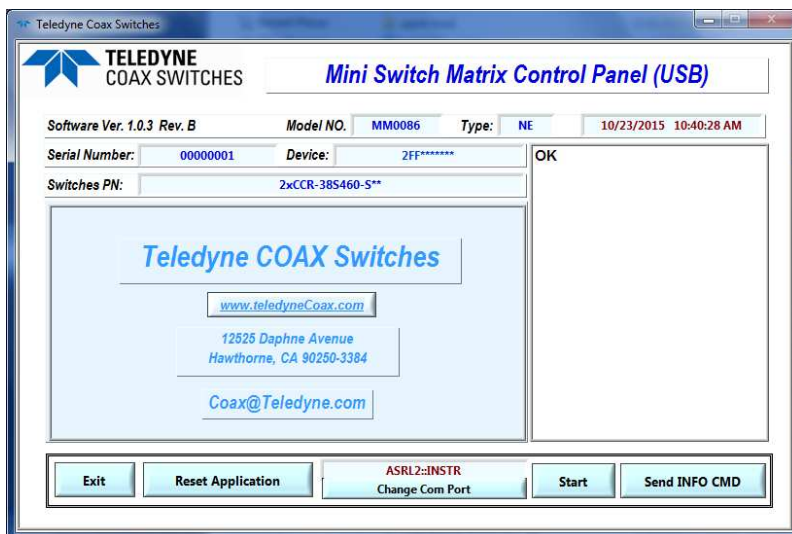 Teledyne Coax Switches
TELEDYNE
COAX SWITCHES
Mini Switch Matrix Control Panel (USB)
Software Ver. 1.0.3 Rev. B
Model NO. MM0086
Type: NE
10/23/2015 10:40:28 AM
Serial Number: 00000001
Device: 2FF*******
OK
Switches PN: 2xCCR-38S460-S**
Teledyne COAX Switches
www.teledyneCoax.com
12525 Daphne Avenue
Hawthorne, CA 90250-3384
Coax@Teledyne.com
Exit
Reset Application
ASRL2::INSTR
Change Com Port
Start
Send INFO CMD